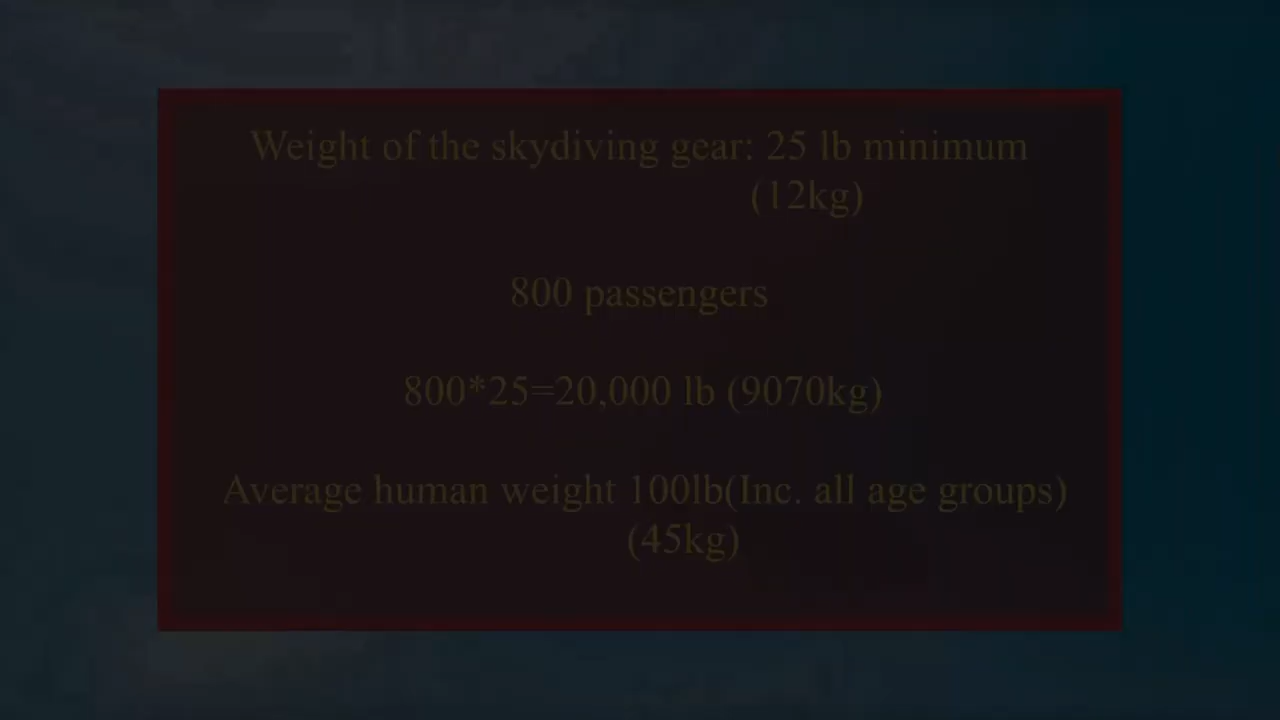 Weight of the skydiving gear: 25 lb minimum
(12kg)
800 passengers
800*25=20,000 lb (9070kg)
Average human weight 100lb(Inc. all age groups)
(45kg)